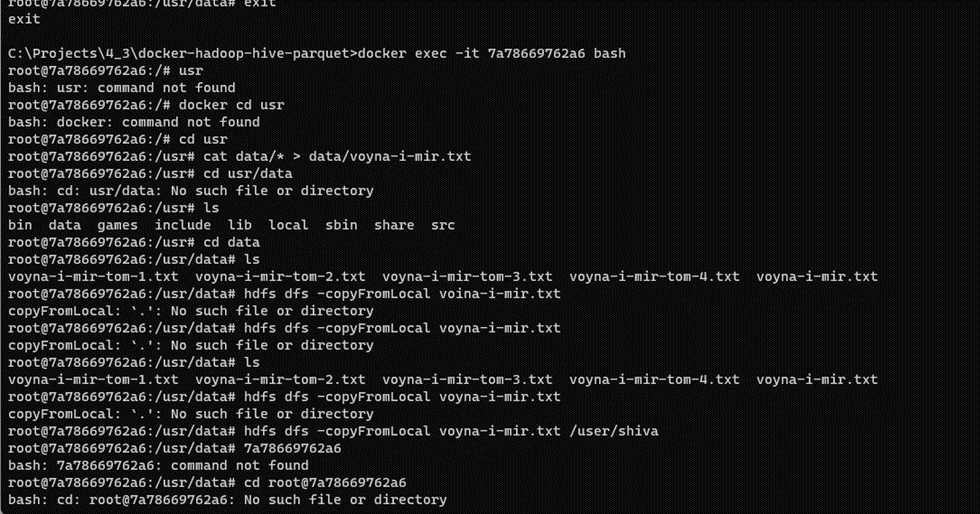 root@7a78669762a6:/usr/data# exit
exit
C:\Projects\4_3\docker-hadoop-hive-parquet>docker exec -it 7a78669762a6 bash
root@7a78669762a6:/# usr
bash: usr: command not found
root@7a78669762a6:/# docker cd usr
bash: docker: command not found
root@7a78669762a6:/# cd usr
root@7a78669762a6:/usr# cat data/* > data/voyna-i-mir.txt
root@7a78669762a6:/usr# cd usr/data
bash: cd: usr/data: No such file or directory
root@7a78669762a6:/usr# ls
bin  data  games  include  lib  local  sbin  share  src
root@7a78669762a6:/usr# cd data
root@7a78669762a6:/usr/data# ls
voyna-i-mir-tom-1.txt  voyna-i-mir-tom-2.txt  voyna-i-mir-tom-3.txt  voyna-i-mir-tom-4.txt  voyna-i-mir.txt
root@7a78669762a6:/usr/data# hdfs dfs -copyFromLocal voina-i-mir.txt
copyFromLocal: `.': No such file or directory
root@7a78669762a6:/usr/data# hdfs dfs -copyFromLocal voyna-i-mir.txt
copyFromLocal: `.': No such file or directory
root@7a78669762a6:/usr/data# ls
voyna-i-mir-tom-1.txt  voyna-i-mir-tom-2.txt  voyna-i-mir-tom-3.txt  voyna-i-mir-tom-4.txt  voyna-i-mir.txt
root@7a78669762a6:/usr/data# hdfs dfs -copyFromLocal voyna-i-mir.txt
copyFromLocal: `.': No such file or directory
root@7a78669762a6:/usr/data# hdfs dfs -copyFromLocal voyna-i-mir.txt /user/shiva
root@7a78669762a6:/usr/data# 7a78669762a6
bash: 7a78669762a6: command not found
root@7a78669762a6:/usr/data# cd root@7a78669762a6
bash: cd: root@7a78669762a6: No such file or directory